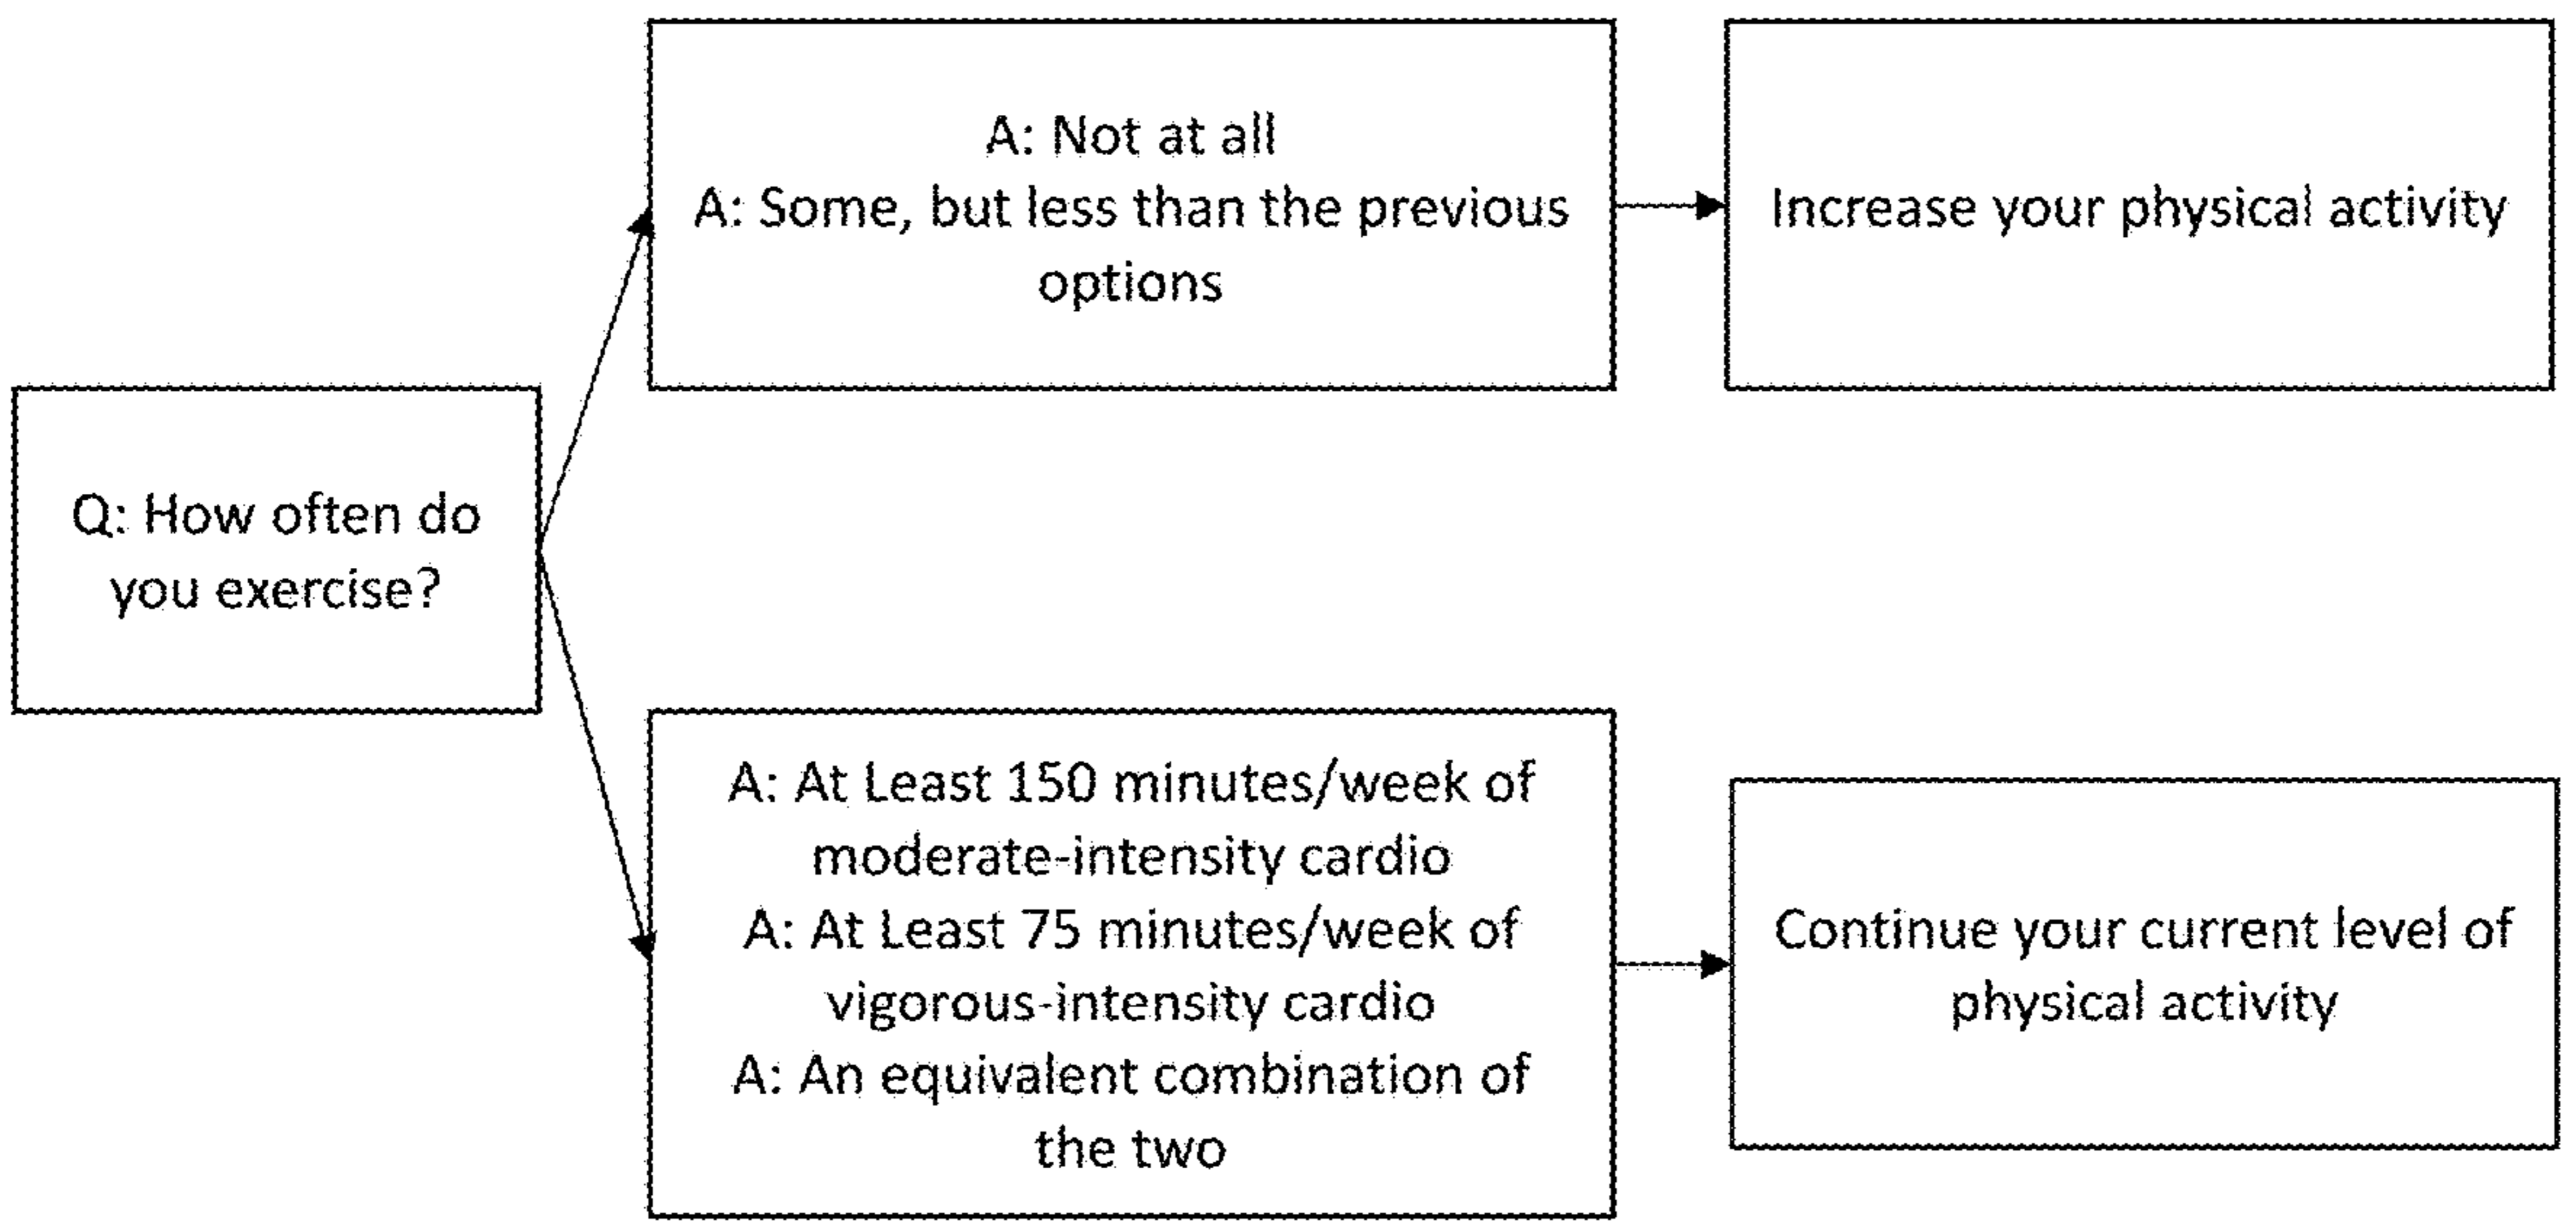 Q: How often do
you exercise?
A: Not at all
A: Some, but less than the previous
options
Increase your physical activity
A: At Least 150 minutes/week of
moderate-intensity cardio
A: At Least 75 minutes/week of
vigorous-intensity cardio
A: An equivalent combination of
the two
Continue your current level of
physical activity